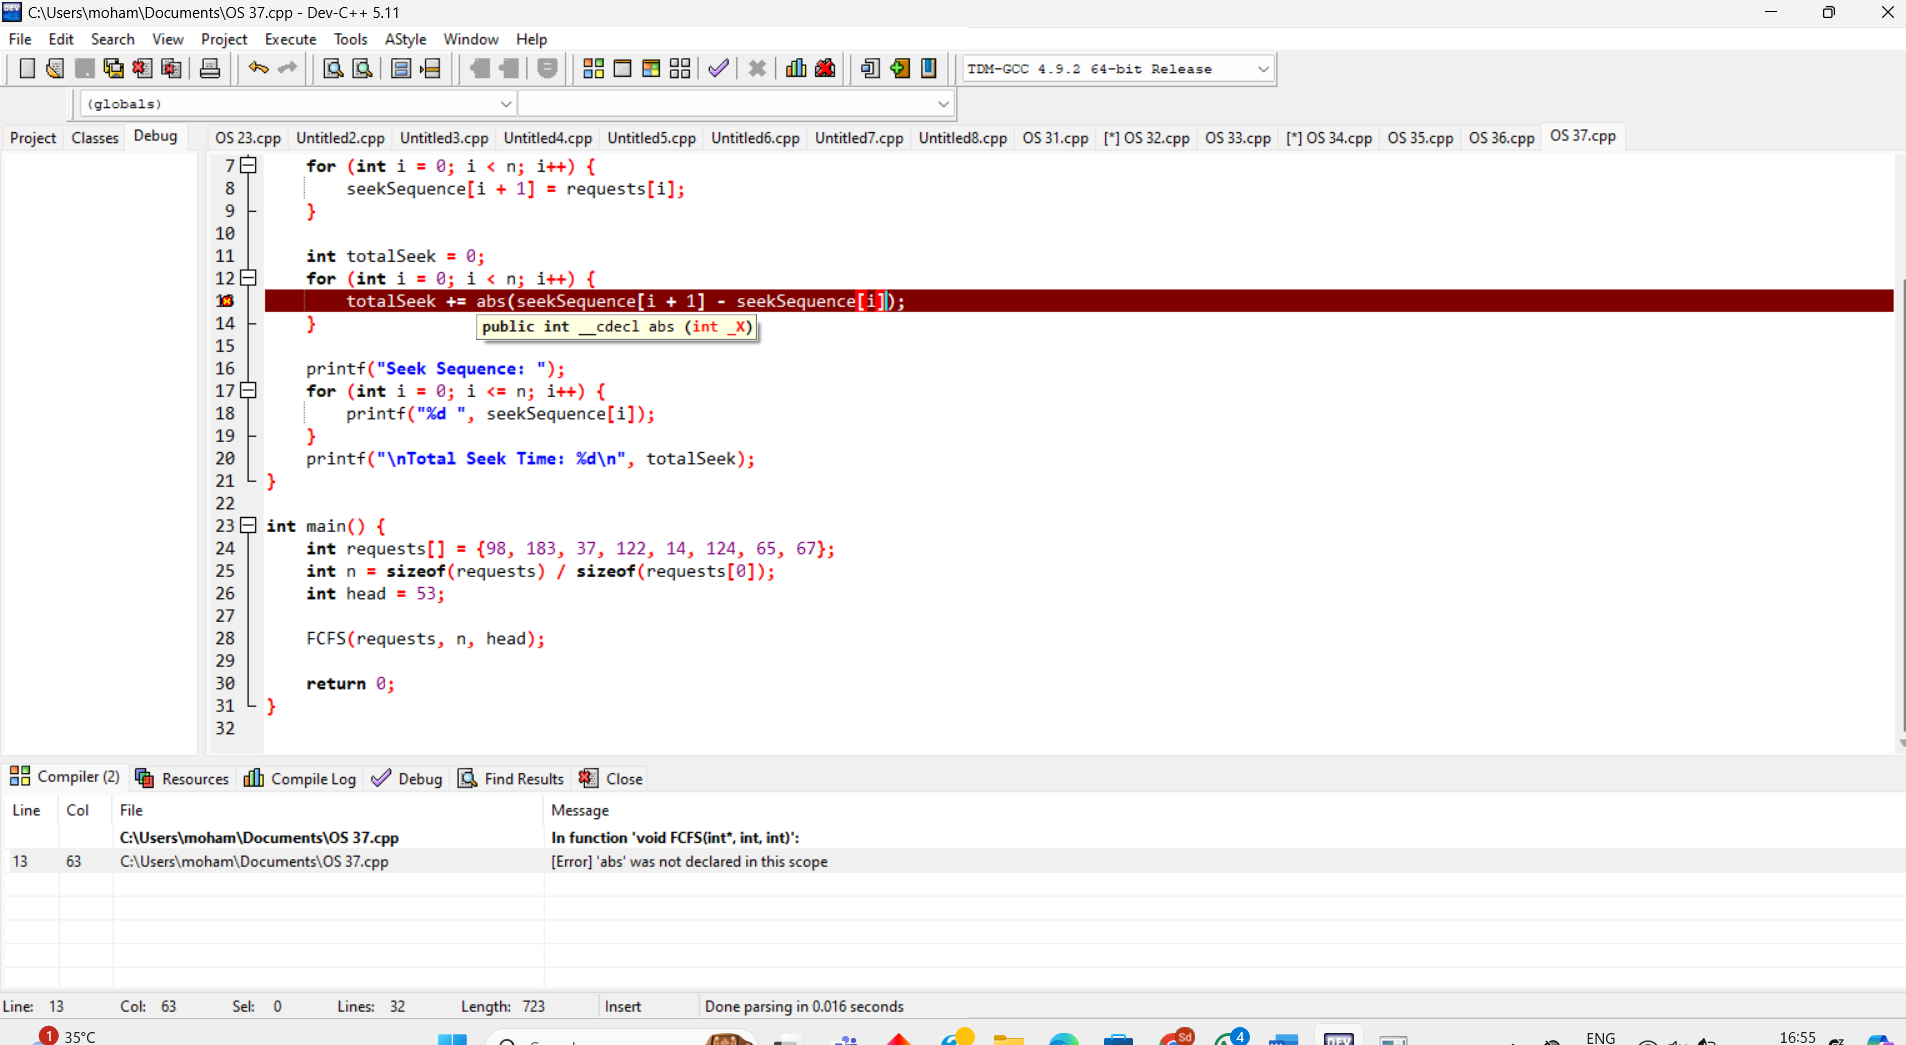 C:\Users\moham\Documents\OS 37.cpp - Dev-C++ 5.11
File Edit Search View Project Execute Tools AStyle Window Help
TDM-GCC 4.9.2 64-bit Release
(globals)
Project Classes Debug
OS 23.cpp Untitled2.cpp Untitled3.cpp Untitled4.cpp Untitled5.cpp Untitled6.cpp Untitled7.cpp Untitled8.cpp OS 31.cpp [*] OS 32.cpp OS 33.cpp [*] OS 34.cpp OS 35.cpp OS 36.cpp OS 37.cpp
7 for (int i = 0; i < n; i++) {
8 seekSequence[i + 1] = requests[i];
9 }
10
11 int totalSeek = 0;
12 for (int i = 0; i < n; i++) {
totalSeek += abs(seekSequence[i + 1] - seekSequence[i]);
public int __cdecl abs (int _X)
14 }
15
16 printf("Seek Sequence: ");
17 for (int i = 0; i <= n; i++) {
18 printf("%d ", seekSequence[i]);
19 }
20 printf("\nTotal Seek Time: %d\n", totalSeek);
21 }
22
23 int main() {
24 int requests[] = {98, 183, 37, 122, 14, 124, 65, 67};
25 int n = sizeof(requests) / sizeof(requests[0]);
26 int head = 53;
27
28 FCFS(requests, n, head);
29
30 return 0;
31 }
32
Compiler (2) Resources Compile Log Debug Find Results Close
Line Col File Message
C:\Users\moham\Documents\OS 37.cpp In function 'void FCFS(int*, int, int)':
13 63 C:\Users\moham\Documents\OS 37.cpp [Error] 'abs' was not declared in this scope
Line: 13 Col: 63 Sel: 0 Lines: 32 Length: 723 Insert Done parsing in 0.016 seconds
1 35°C
Sd
4
DEV
ENG
16:55